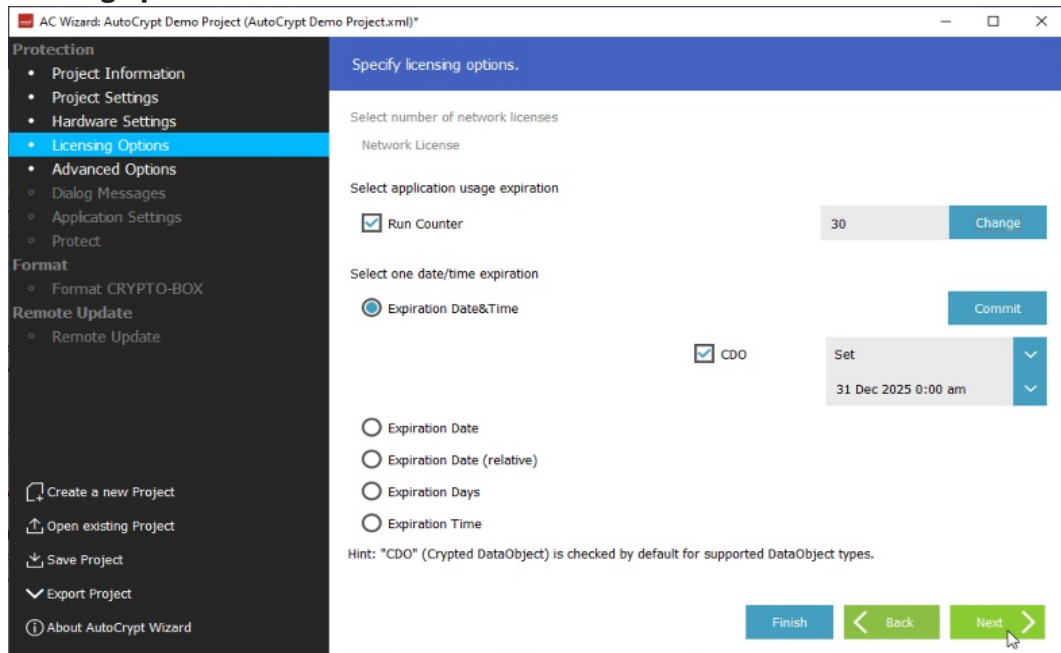 AC Wizard: AutoCrypt Demo Project (AutoCrypt Demo Project.xml)*
Protection
Project Information
Project Settings
Hardware Settings
Licensing Options
Advanced Options
Dialog Messages
Application Settings
Protect
Format
Format CRYPTO-BOX
Remote Update
Remote Update
Create a new Project
Open existing Project
Save Project
Export Project
About AutoCrypt Wizard
Specify licensing options.
Select number of network licenses
Network License
Select application usage expiration
Run Counter
30
Change
Select one date/time expiration
Expiration Date&Time
Commit
CDO
Set
31 Dec 2025 0:00 am
Expiration Date
Expiration Date (relative)
Expiration Days
Expiration Time
Hint: "CDO" (Crypted DataObject) is checked by default for supported DataObject types.
Finish
Back
Next